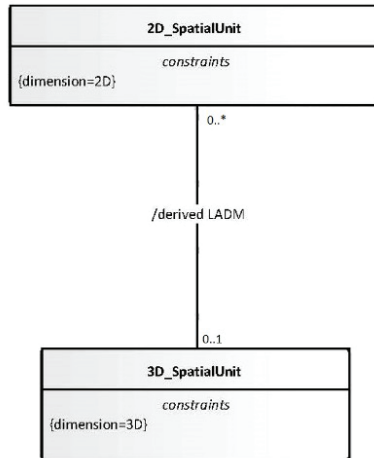 2D_SpatialUnit
constraints
{dimension=2D}
0..*
/derived LADM
0..1
3D_SpatialUnit
constraints
{dimension=3D}